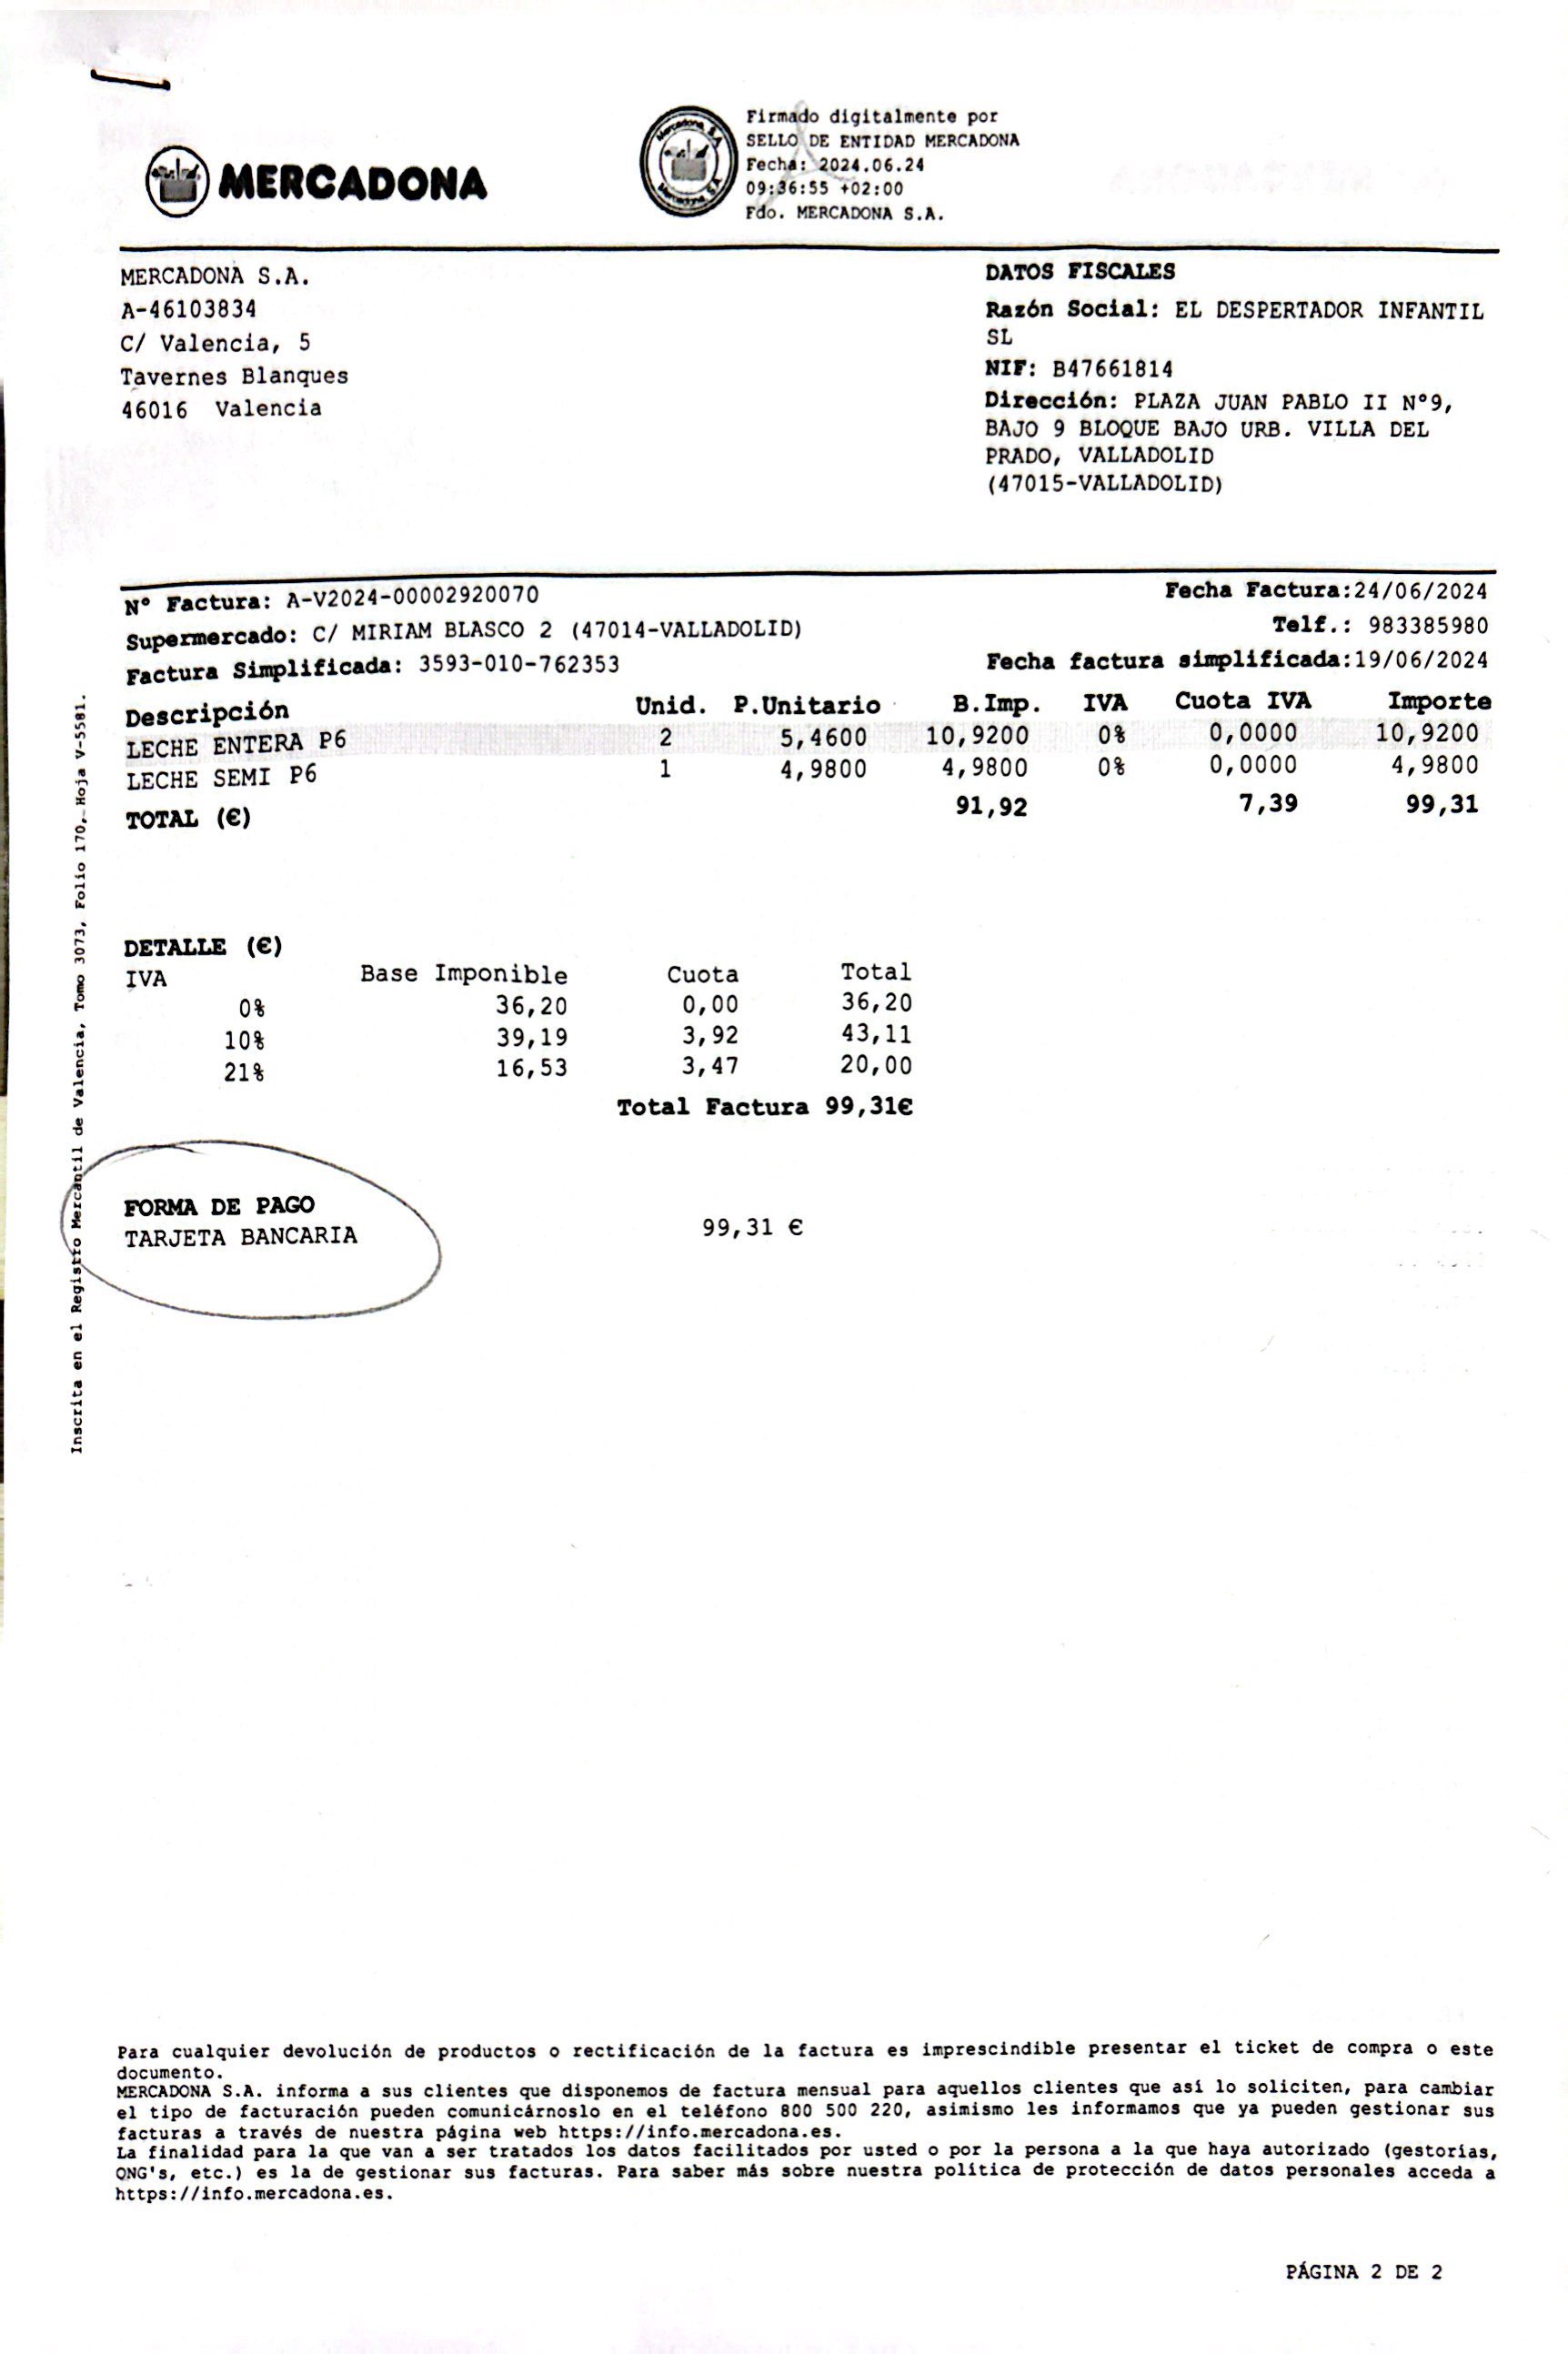 MERCADONA
Firmado digitalmente por
SELLO DE ENTIDAD MERCADONA
Fecha: 2024.06.24
09:36:55 +02:00
Fdo. MERCADONA S.A.
MERCADONA S.A.
A-46103834
C/ Valencia, 5
Tavernes Blanques
46016 Valencia
DATOS FISCALES
Razón Social: EL DESPERTADOR INFANTIL
SL
NIF: B47661814
Dirección: PLAZA JUAN PABLO II Nº9,
BAJO 9 BLOQUE BAJO URB. VILLA DEL
PRADO, VALLADOLID
(47015-VALLADOLID)
Nº Factura: A-V2024-00002920070 Fecha Factura:24/06/2024
Supermercado: C/ MIRIAM BLASCO 2 (47014-VALLADOLID) Telf.: 983385980
Factura Simplificada: 3593-010-762353 Fecha factura simplificada:19/06/2024
Descripción Unid. P.Unitario B.Imp. IVA Cuota IVA Importe
LECHE ENTERA P6 2 5,4600 10,9200 0% 0,0000 10,9200
LECHE SEMI P6 1 4,9800 4,9800 0% 0,0000 4,9800
TOTAL (€) 91,92 7,39 99,31
DETALLE (€)
IVA Base Imponible Cuota Total
0% 36,20 0,00 36,20
10% 39,19 3,92 43,11
21% 16,53 3,47 20,00
Total Factura 99,31€
FORMA DE PAGO
TARJETA BANCARIA 99,31 €
Inscrita en el Registro Mercantil de Valencia, Tomo 3073, Folio 170, Hoja V-5581.
Para cualquier devolución de productos o rectificación de la factura es imprescindible presentar el ticket de compra o este
documento.
MERCADONA S.A. informa a sus clientes que disponemos de factura mensual para aquellos clientes que así lo soliciten, para cambiar
el tipo de facturación pueden comunicárnoslo en el teléfono 800 500 220, asimismo les informamos que ya pueden gestionar sus
facturas a través de nuestra página web https://info.mercadona.es.
La finalidad para la que van a ser tratados los datos facilitados por usted o por la persona a la que haya autorizado (gestorías,
ONG's, etc.) es la de gestionar sus facturas. Para saber más sobre nuestra política de protección de datos personales acceda a
https://info.mercadona.es.
PÁGINA 2 DE 2